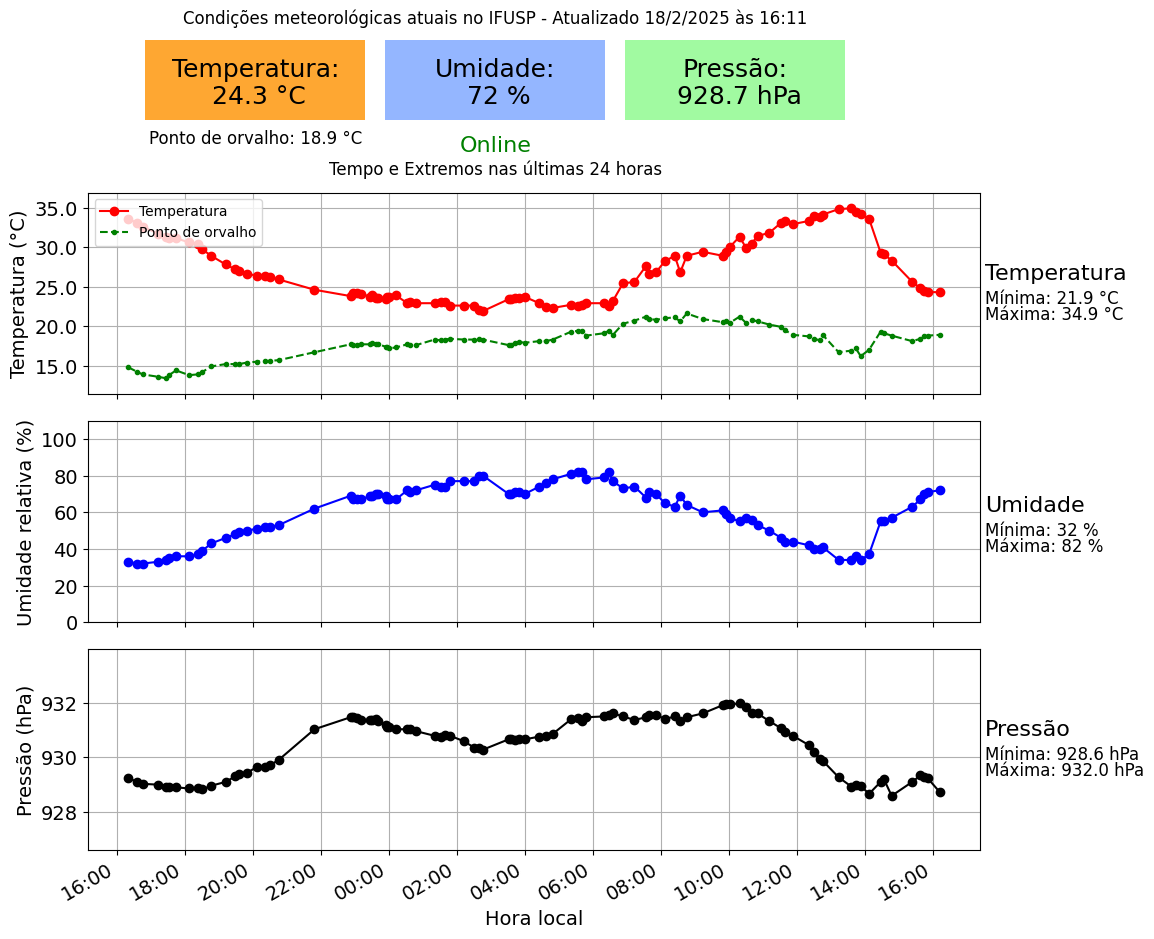 Condições meteorológicas atuais no IFUSP - Atualizado 18/2/2025 às 16:11
Temperatura:
24.3 °C
Umidade:
72 %
Pressão:
928.7 hPa
Ponto de orvalho: 18.9 °C
Online
Tempo e Extremos nas últimas 24 horas
Temperatura (°C)
35.0
30.0
25.0
20.0
15.0
Temperatura
Ponto de orvalho
Temperatura
Mínima: 21.9 °C
Máxima: 34.9 °C
Umidade relativa (%)
100
80
60
40
20
0
Umidade
Mínima: 32 %
Máxima: 82 %
Pressão (hPa)
932
930
928
Pressão
Mínima: 928.6 hPa
Máxima: 932.0 hPa
16:00 18:00 20:00 22:00 00:00 02:00 04:00 06:00 08:00 10:00 12:00 14:00 16:00
Hora local